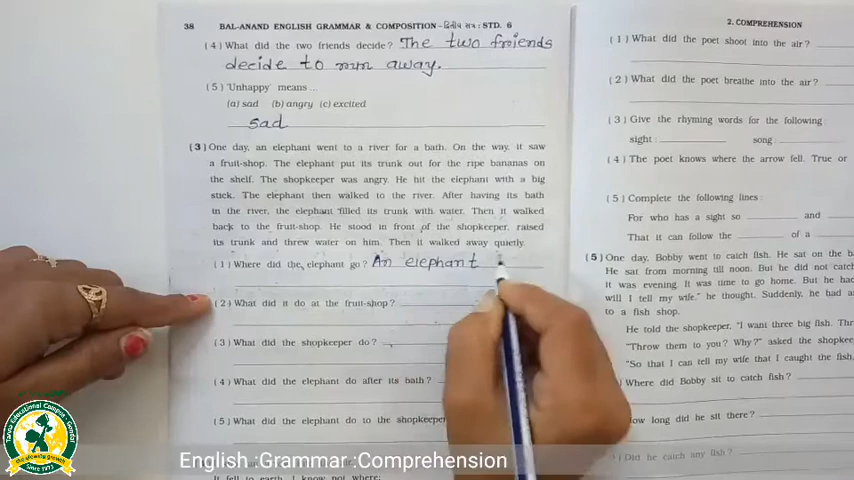 38 BAL-ANAND ENGLISH GRAMMAR & COMPOSITION - द्वितीय सत्र : STD. 6
(4) What did the two friends decide? The two friends
decide to run away.
(5) 'Unhappy' means ...
(a) sad (b) angry (c) excited
sad
(3) One day, an elephant went to a river for a bath. On the way, it saw
a fruit-shop. The elephant put its trunk out for the ripe bananas on
the shelf. The shopkeeper was angry. He hit the elephant with a big
stick. The elephant then walked to the river. After having its bath
in the river, the elephant filled its trunk with water. Then it walked
back to the fruit-shop. He stood in front of the shopkeeper, raised
its trunk and threw water on him. Then it walked away quietly.
(1) Where did the elephant go? An elephant
(2) What did it do at the fruit-shop?
(3) What did the shopkeeper do?
(4) What did the elephant do after its bath?
(5) What did the elephant do to the shopkeeper
It fell to earth, I know not where;
2. COMPREHENSION
(1) What did the poet shoot into the air?
(2) What did the poet breathe into the air?
(3) Give the rhyming words for the following:
sight : song :
(4) The poet knows where the arrow fell. True or
(5) Complete the following lines:
For who has a sight so and
That it can follow the of a
(5) One day, Bobby went to catch fish. He sat on the ba
He sat from morning till noon. But he did not catch
It was evening. It was time to go home. But he had
will I tell my wife." he thought. Suddenly, he had a
to a fish shop.
He told the shopkeeper, "I want three big fish. Thr
"Throw them to you? Why?" asked the shopke
"So that I can tell my wife that I caught the fish.
Where did Bobby sit to catch fish?
How long did he sit there?
Did he catch any fish?
Tarva Educational Campus, Gondal
Since 1973
English :Grammar :Comprehension